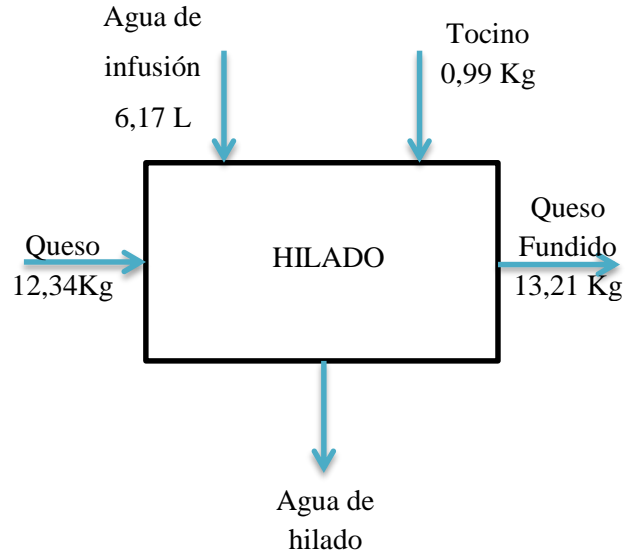 Agua de
infusión
6,17 L
Tocino
0,99 Kg
Queso
12,34Kg
HILADO
Queso
Fundido
13,21 Kg
Agua de
hilado